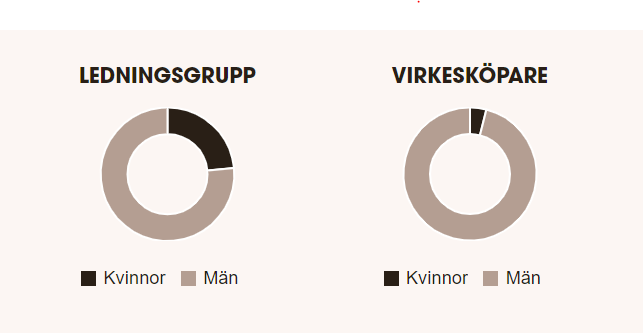 LEDNINGSGRUPP
VIRKESKÖPARE
Kvinnor Män
Kvinnor Män